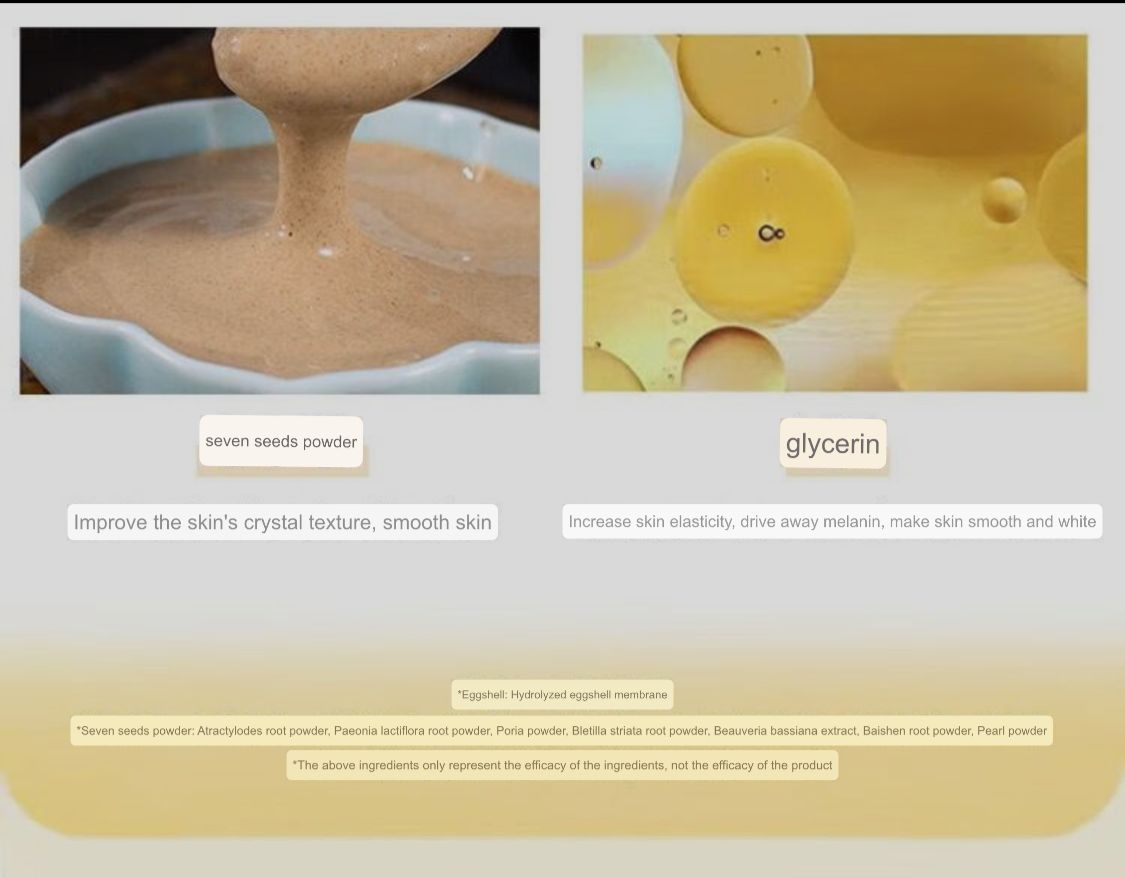 seven seeds powder
glycerin
Improve the skin's crystal texture, smooth skin
Increase skin elasticity, drive away melanin, make skin smooth and white
*Eggshell: Hydrolyzed eggshell membrane
*Seven seeds powder: Atractylodes root powder, Paeonia lactiflora root powder, Poria powder, Bletilla striata root powder, Beauveria bassiana extract, Baishen root powder, Pearl powder
*The above ingredients only represent the efficacy of the ingredients, not the efficacy of the product